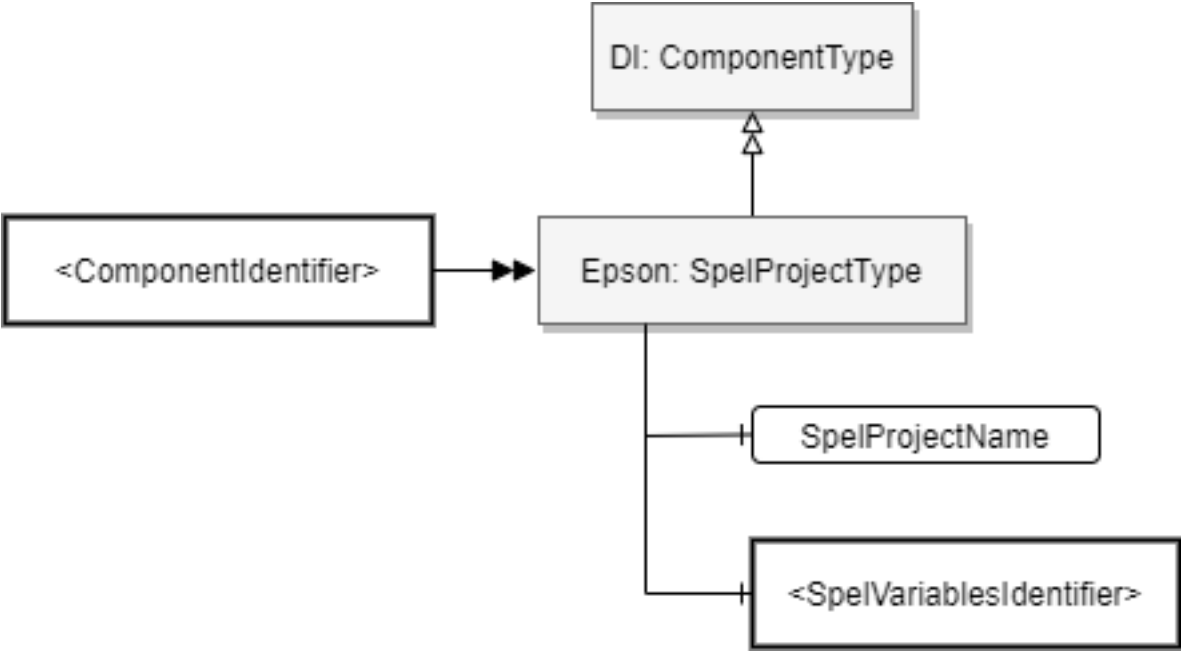 DI: ComponentType
<ComponentIdentifier>
Epson: SpelProjectType
SpelProjectName
<SpelVariablesIdentifier>